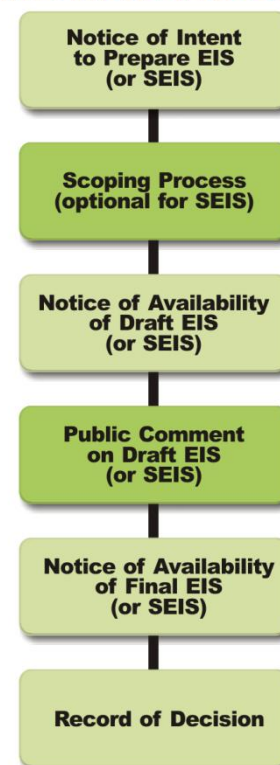 Notice of Intent
to Prepare EIS
(or SEIS)
Scoping Process
(optional for SEIS)
Notice of Availability
of Draft EIS
(or SEIS)
Public Comment
on Draft EIS
(or SEIS)
Notice of Availability
of Final EIS
(or SEIS)
Record of Decision